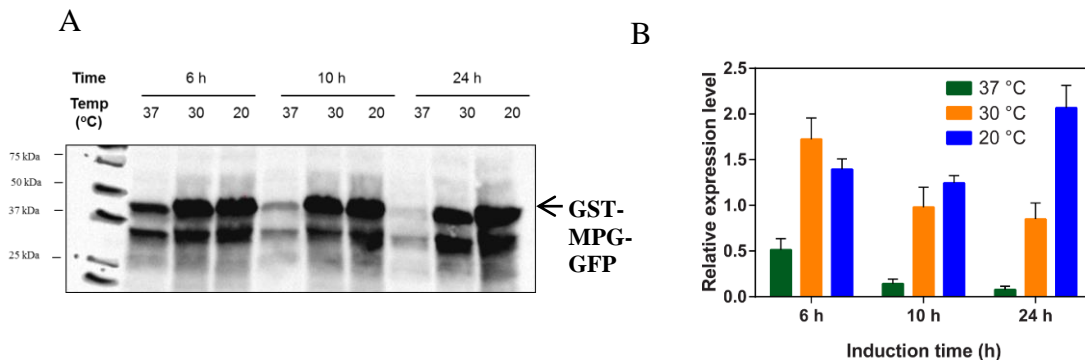 A
Time 6 h 10 h 24 h
Temp
(°C) 37 30 20 37 30 20 37 30 20
75 kDa
50 kDa
37 kDa
25 kDa
GST-
MPG-
GFP
B
Relative expression level
2.5
2.0
1.5
1.0
0.5
0.0
37 °C
30 °C
20 °C
6 h 10 h 24 h
Induction time (h)